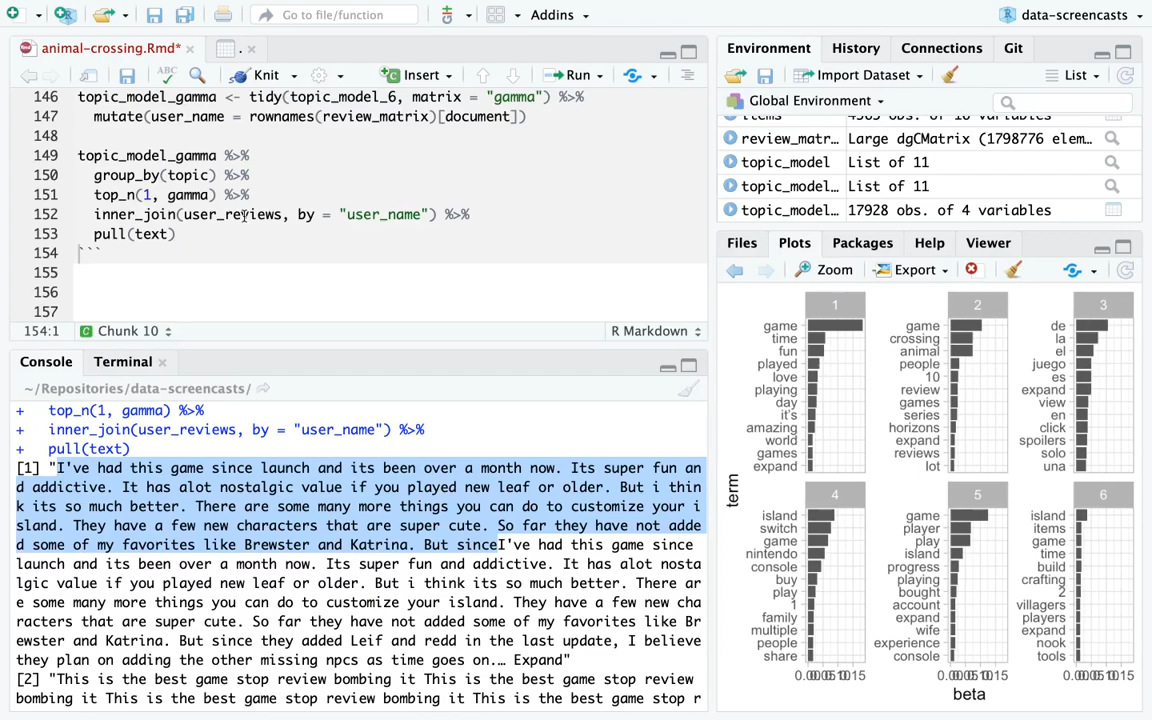 Go to file/function
Addins
data-screencasts
animal-crossing.Rmd*
.
ABC
Knit
Insert
Run
146 topic_model_gamma <- tidy(topic_model_6, matrix = "gamma") %>%
147 mutate(user_name = rownames(review_matrix)[document])
148
149 topic_model_gamma %>%
150 group_by(topic) %>%
151 top_n(1, gamma) %>%
152 inner_join(user_reviews, by = "user_name") %>%
153 pull(text)
154 ```
155
156
157
154:1 Chunk 10 R Markdown
Console Terminal
~/Repositories/data-screencasts/
+ top_n(1, gamma) %>%
+ inner_join(user_reviews, by = "user_name") %>%
+ pull(text)
[1] "I've had this game since launch and its been over a month now. Its super fun an
d addictive. It has alot nostalgic value if you played new leaf or older. But i thin
k its so much better. There are some many more things you can do to customize your i
sland. They have a few new characters that are super cute. So far they have not adde
d some of my favorites like Brewster and Katrina. But sinceI've had this game since
launch and its been over a month now. Its super fun and addictive. It has alot nosta
lgic value if you played new leaf or older. But i think its so much better. There ar
e some many more things you can do to customize your island. They have a few new cha
racters that are super cute. So far they have not added some of my favorites like Br
ewster and Katrina. But since they added Leif and redd in the last update, I believe
they plan on adding the other missing npcs as time goes on… Expand"
[2] "This is the best game stop review bombing it This is the best game stop review
bombing it This is the best game stop review bombing it This is the best game stop r
Environment History Connections Git
Import Dataset List
Global Environment
review_matr… Large dgCMatrix (1798776 elem…
topic_model List of 11
topic_model… List of 11
topic_model… 17928 obs. of 4 variables
Files Plots Packages Help Viewer
Zoom Export
term
1
game
time
fun
played
love
playing
day
it's
amazing
world
games
expand
2
game
crossing
animal
people
10
review
games
series
horizons
expand
reviews
lot
3
de
la
el
juego
es
expand
view
en
click
spoilers
solo
una
4
island
switch
game
nintendo
console
buy
play
1
family
multiple
people
share
5
game
player
play
island
progress
playing
bought
account
expand
wife
experience
console
6
island
items
game
time
build
crafting
2
villagers
players
expand
nook
tools
beta